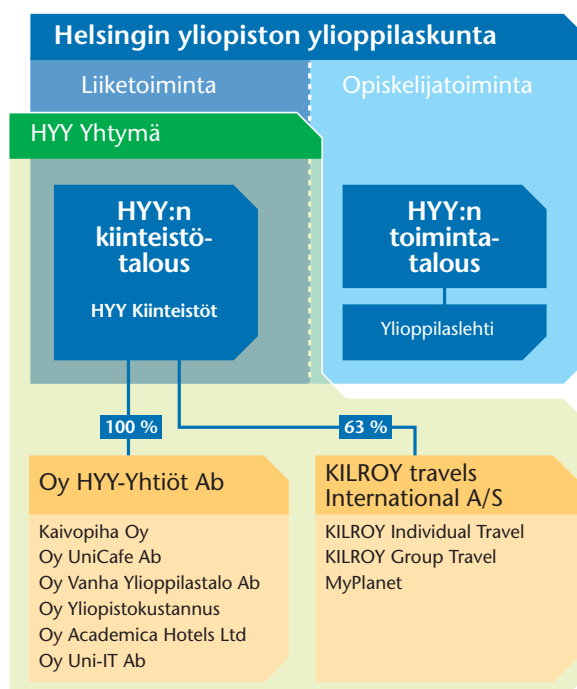 Helsingin yliopiston ylioppilaskunta
Liiketoiminta
Opiskelijatoiminta
HYY Yhtymä
HYY:n
kiinteistö-
talous
HYY Kiinteistöt
HYY:n
toiminta-
talous
Ylioppilaslehti
100 %
63 %
Oy HYY-Yhtiöt Ab
Kaivopiha Oy
Oy UniCafe Ab
Oy Vanha Ylioppilastalo Ab
Oy Yliopistokustannus
Oy Academica Hotels Ltd
Oy Uni-IT Ab
KILROY travels
International A/S
KILROY Individual Travel
KILROY Group Travel
MyPlanet